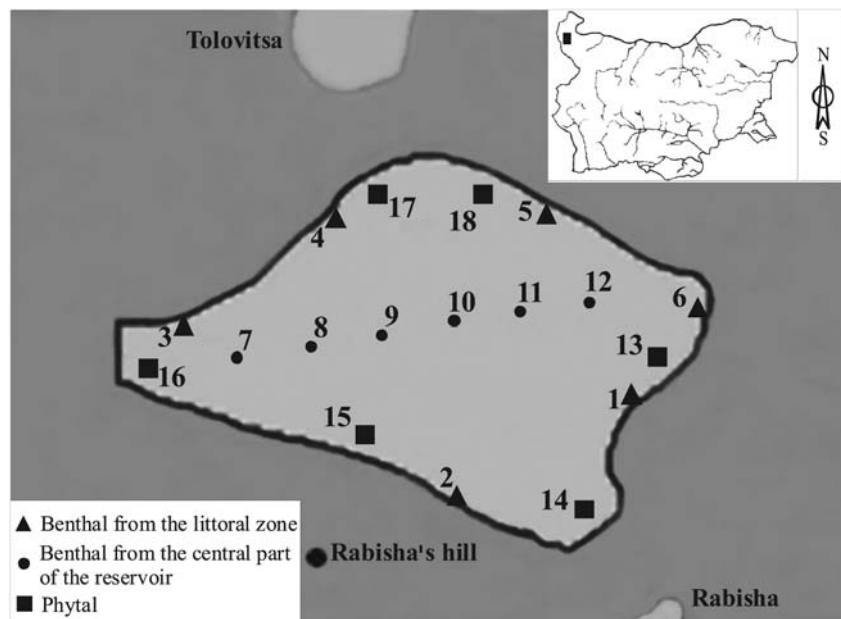 Tolovitsa
N
S
17
18
5
4
6
12
11
10
9
8
7
3
13
16
1
15
2
14
Benthal from the littoral zone
Benthal from the central part
of the reservoir
Phytal
Rabisha's hill
Rabisha